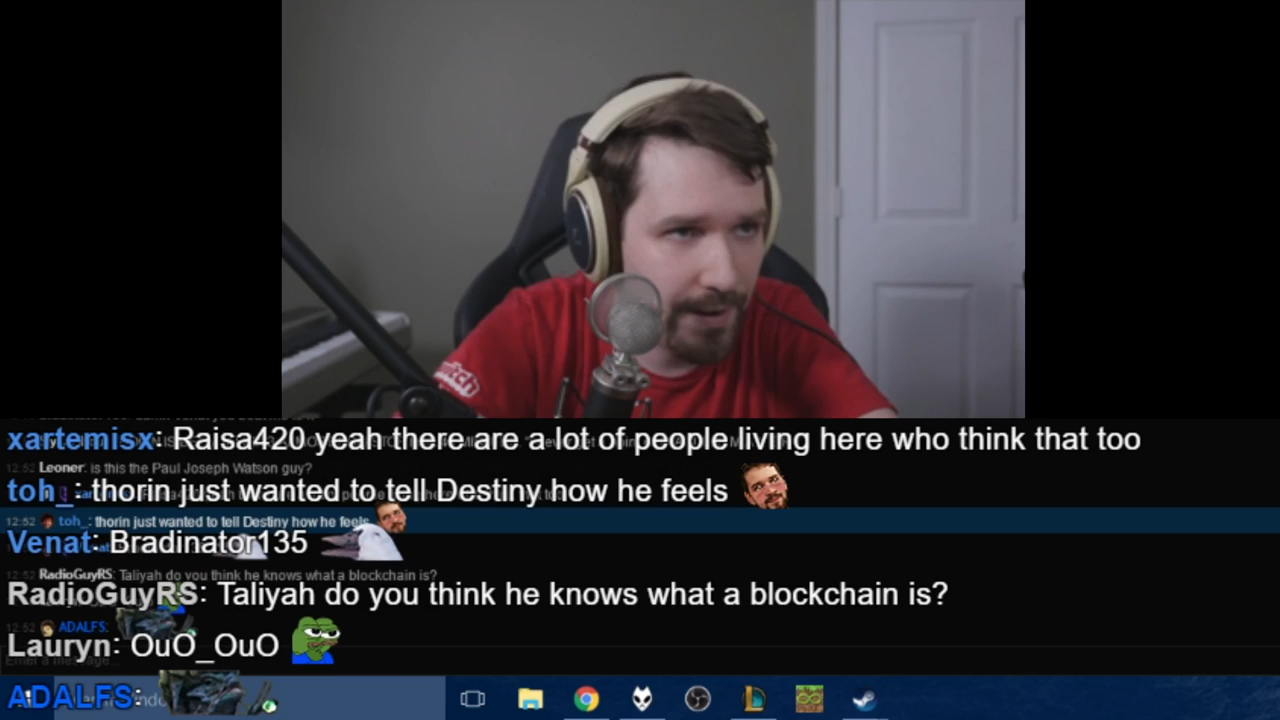 witch
xartemisx: Raisa420 yeah there are a lot of people living here who think that too
12:52 Leoner: is this the Paul Joseph Watson guy?
toh_: thorin just wanted to tell Destiny how he feels
12:52 toh_: thorin just wanted to tell Destiny how he feels
Venat: Bradinator135
12:52 RadioGuyRS: Taliyah do you think he knows what a blockchain is?
RadioGuyRS: Taliyah do you think he knows what a blockchain is?
12:52 ADALFS:
Lauryn: OuO_OuO
Enter a message...
ADALFS: